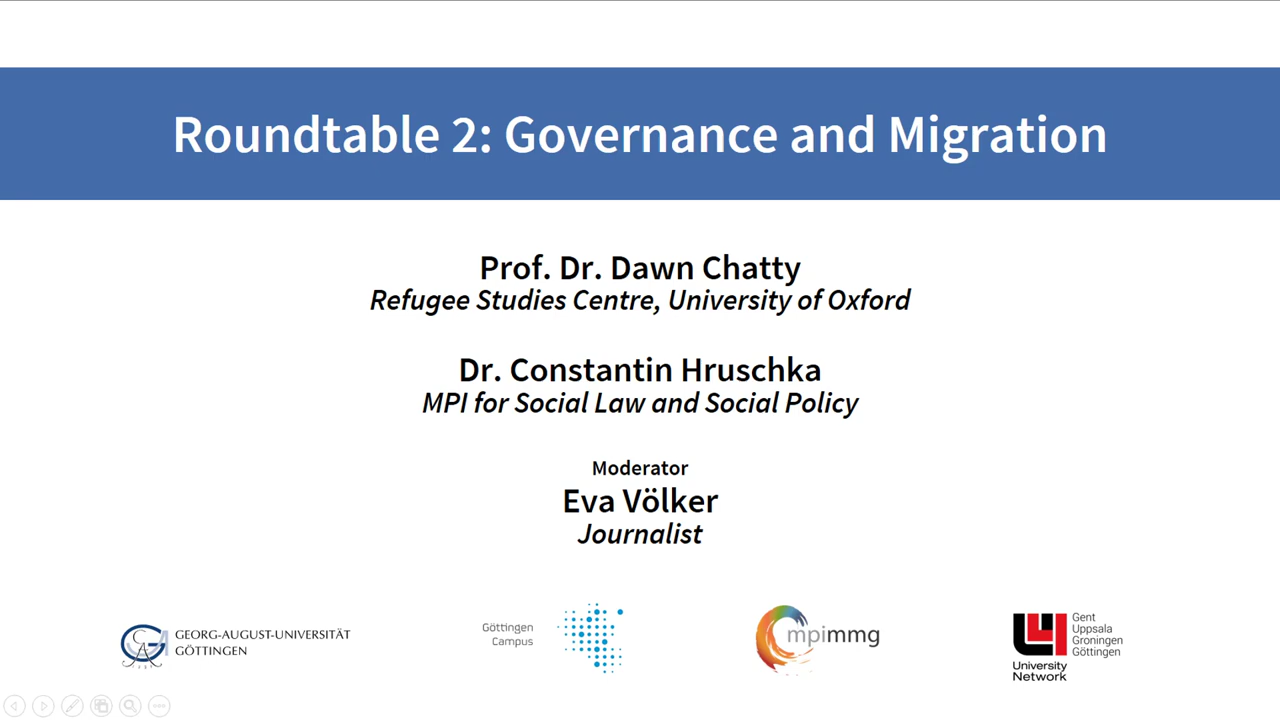 Roundtable 2: Governance and Migration
Prof. Dr. Dawn Chatty
Refugee Studies Centre, University of Oxford
Dr. Constantin Hruschka
MPI for Social Law and Social Policy
Moderator
Eva Völker
Journalist
GEORG-AUGUST-UNIVERSITÄT
GÖTTINGEN
Göttingen
Campus
mpimmg
U4
Gent
Uppsala
Groningen
Göttingen
University
Network